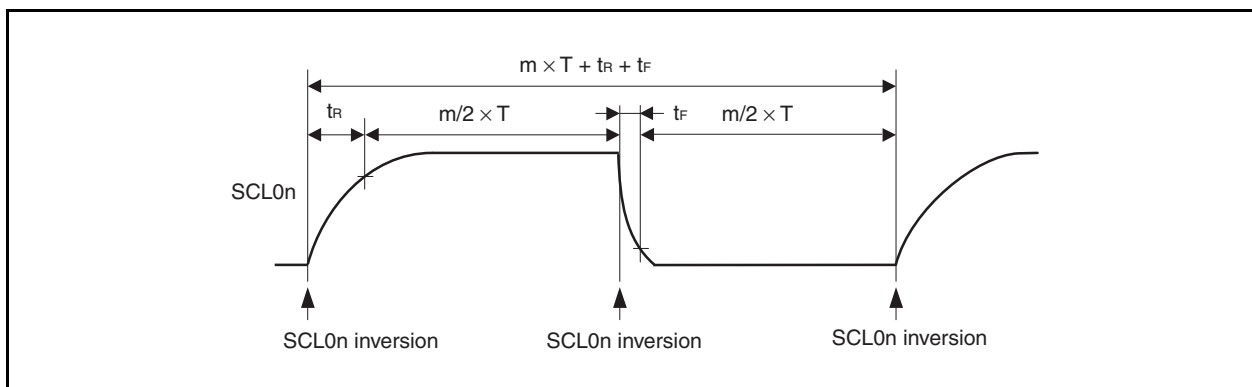 m × T + tR + tF
tR
m/2 × T
tF
m/2 × T
SCL0n
SCL0n inversion
SCL0n inversion
SCL0n inversion